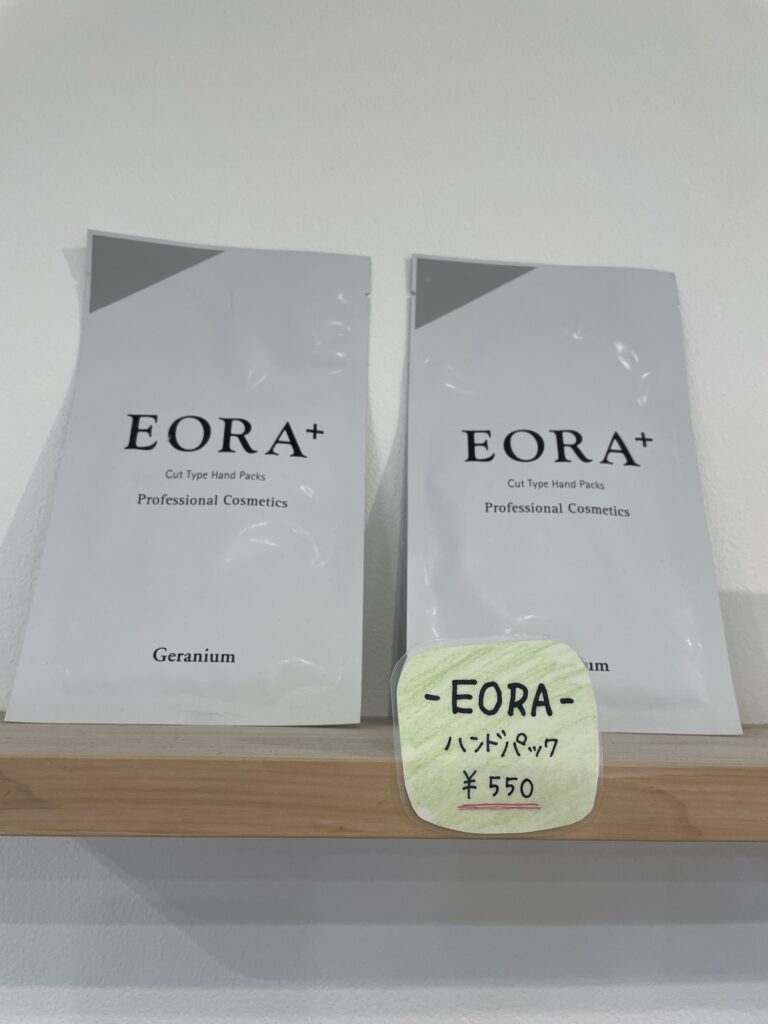 EORA+
Cut Type Hand Packs
Professional Cosmetics
Geranium
EORA+
Cut Type Hand Packs
Professional Cosmetics
-EORA-
ハンドパック
¥550